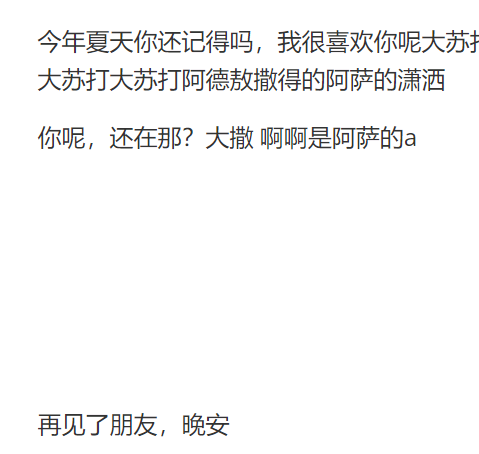 今年夏天你还记得吗，我很喜欢你呢大苏
大苏打大苏打阿德敖撒得的阿萨的潇洒
你呢，还在那？大撒 啊啊是阿萨的a
再见了朋友，晚安